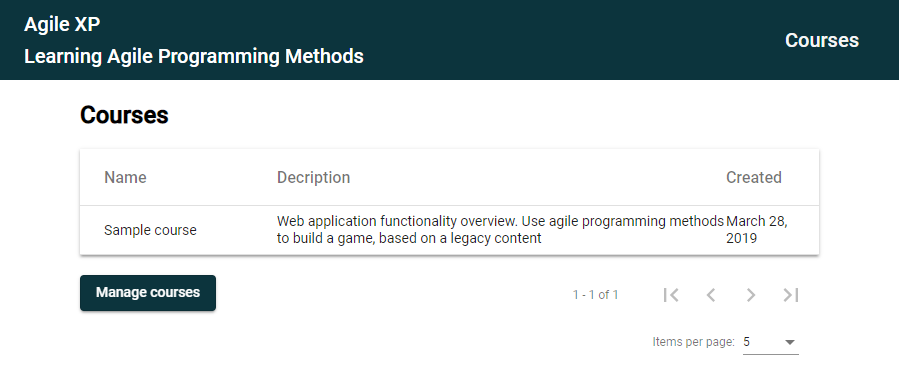 Agile XP
Learning Agile Programming Methods
Courses
Courses
Name Decription Created
Sample course Web application functionality overview. Use agile programming methods March 28,
to build a game, based on a legacy content 2019
Manage courses 1 - 1 of 1
Items per page: 5